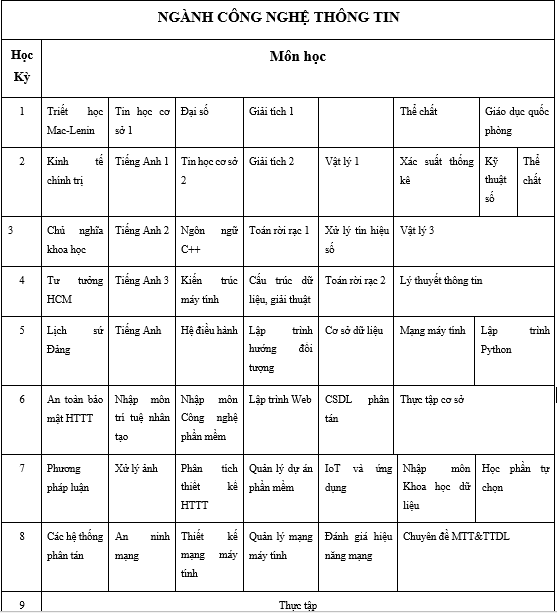 NGÀNH CÔNG NGHỆ THÔNG TIN
Học Kỳ
Môn học
1
Triết học Mac-Lenin
Tin học cơ sở 1
Đại số
Giải tích 1
Thể chất
Giáo dục quốc phòng
2
Kinh tế chính trị
Tiếng Anh 1
Tin học cơ sở 2
Giải tích 2
Vật lý 1
Xác suất thống kê
Kỹ thuật số
Thể chất
3
Chủ nghĩa khoa học
Tiếng Anh 2
Ngôn ngữ C++
Toán rời rạc 1
Xử lý tín hiệu số
Vật lý 3
4
Tư tưởng HCM
Tiếng Anh 3
Kiến trúc máy tính
Cấu trúc dữ liệu, giải thuật
Toán rời rạc 2
Lý thuyết thông tin
5
Lịch sử Đảng
Tiếng Anh
Hệ điều hành
Lập trình hướng đối tượng
Cơ sở dữ liệu
Mạng máy tính
Lập trình Python
6
An toàn bảo mật HTTT
Nhập môn trí tuệ nhân tạo
Nhập môn Công nghệ phần mềm
Lập trình Web
CSDL phân tán
Thực tập cơ sở
7
Phương pháp luận
Xử lý ảnh
Phân tích thiết kế HTTT
Quản lý dự án phần mềm
IoT và ứng dụng
Nhập môn Khoa học dữ liệu
Học phần tự chọn
8
Các hệ thống phân tán
An ninh mạng
Thiết kế mạng máy tính
Quản lý mạng máy tính
Đánh giá hiệu năng mạng
Chuyên đề MTT&TTDL
9
Thực tập